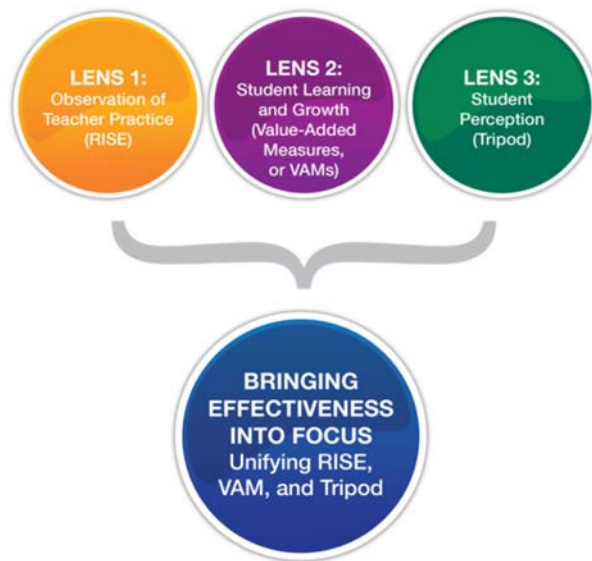 LENS 1:
Observation of
Teacher Practice
(RISE)
LENS 2:
Student Learning
and Growth
(Value-Added
Measures,
or VAMs)
LENS 3:
Student
Perception
(Tripod)
BRINGING
EFFECTIVENESS
INTO FOCUS
Unifying RISE,
VAM, and Tripod